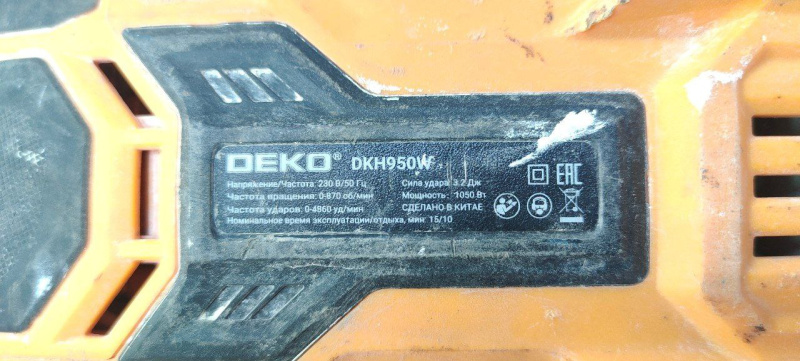 DEKO® DKH950W
Напряжение/Частота: 230 В/50 Гц Сила удара: 3.2 Дж
Частота вращения: 0-870 об/мин Мощность: 1050 Вт
Частота ударов: 0-4860 уд/мин СДЕЛАНО В КИТАЕ
Номинальное время эксплуатации/отдыха, мин: 15/10
EAC